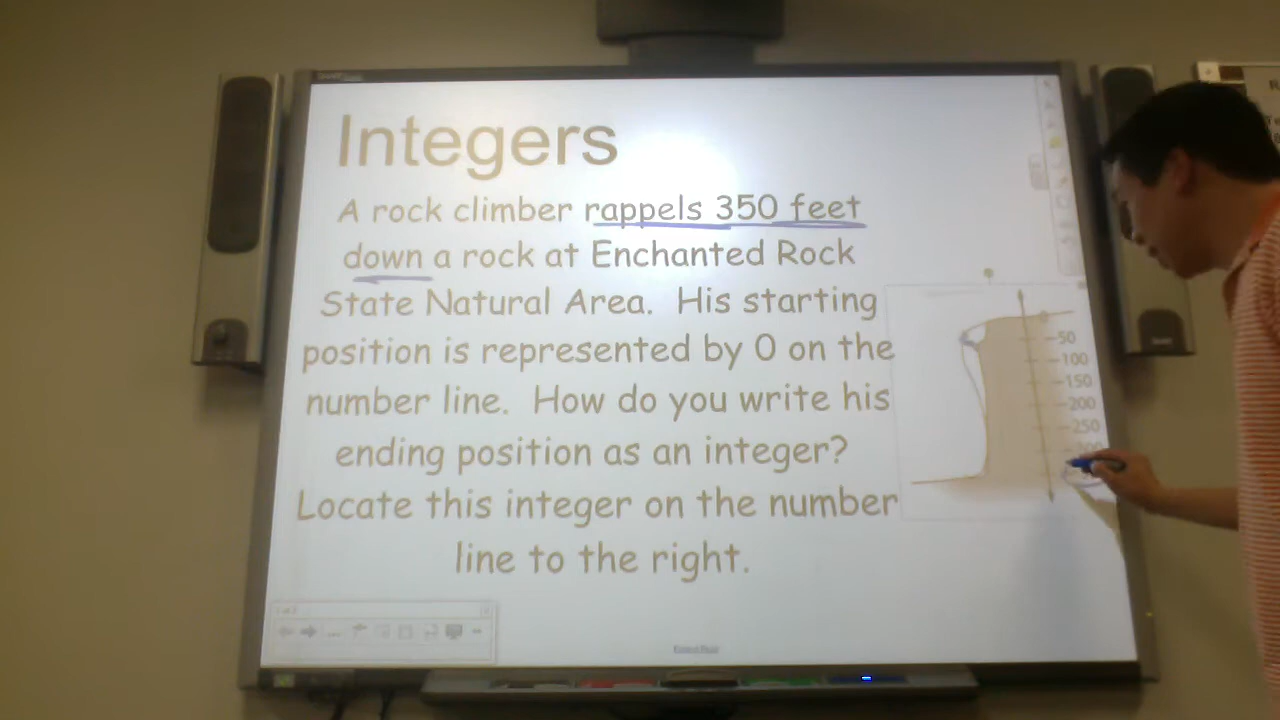 Integers
A rock climber rappels 350 feet
down a rock at Enchanted Rock
State Natural Area. His starting
position is represented by 0 on the
number line. How do you write his
ending position as an integer?
Locate this integer on the number
line to the right.
0
-50
-100
-150
-200
-250